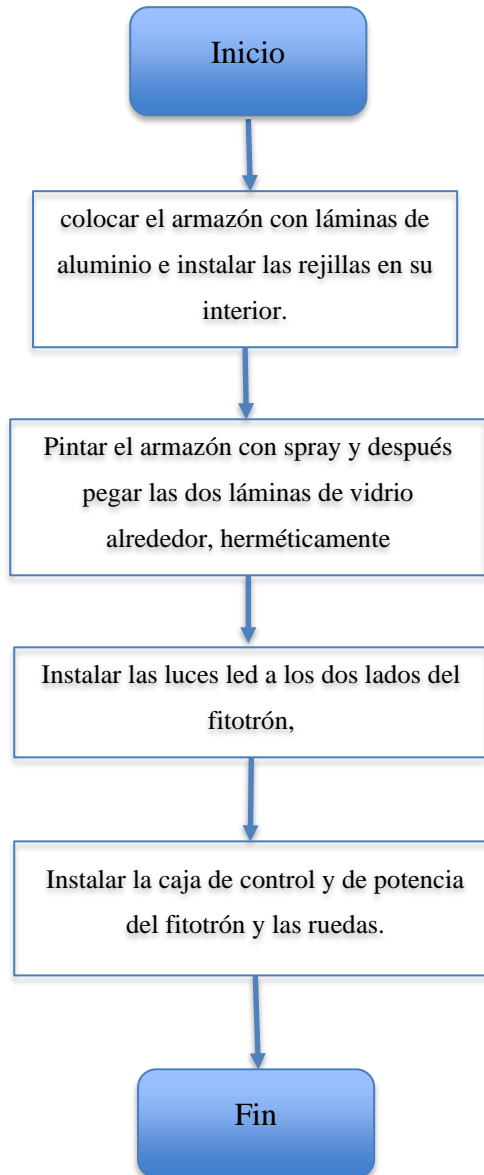 Inicio
colocar el armazón con láminas de
aluminio e instalar las rejillas en su
interior.
Pintar el armazón con spray y después
pegar las dos láminas de vidrio
alrededor, herméticamente
Instalar las luces led a los dos lados del
fitotrón,
Instalar la caja de control y de potencia
del fitotrón y las ruedas.
Fin